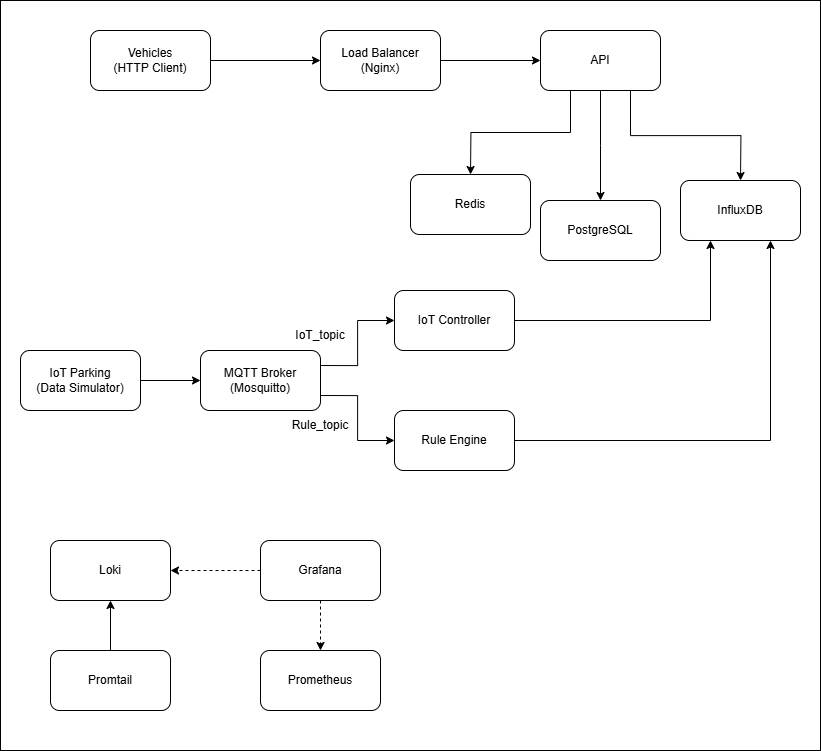 Vehicles
(HTTP Client)
Load Balancer
(Nginx)
API
Redis
PostgreSQL
InfluxDB
IoT Parking
(Data Simulator)
MQTT Broker
(Mosquitto)
IoT_topic
Rule_topic
IoT Controller
Rule Engine
Loki
Grafana
Promtail
Prometheus